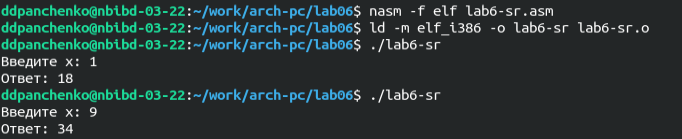 ddpanchenko@nbibd-03-22:~/work/arch-pc/lab06$ nasm -f elf lab6-sr.asm
ddpanchenko@nbibd-03-22:~/work/arch-pc/lab06$ ld -m elf_i386 -o lab6-sr lab6-sr.o
ddpanchenko@nbibd-03-22:~/work/arch-pc/lab06$ ./lab6-sr
Введите x: 1
Ответ: 18
ddpanchenko@nbibd-03-22:~/work/arch-pc/lab06$ ./lab6-sr
Введите x: 9
Ответ: 34